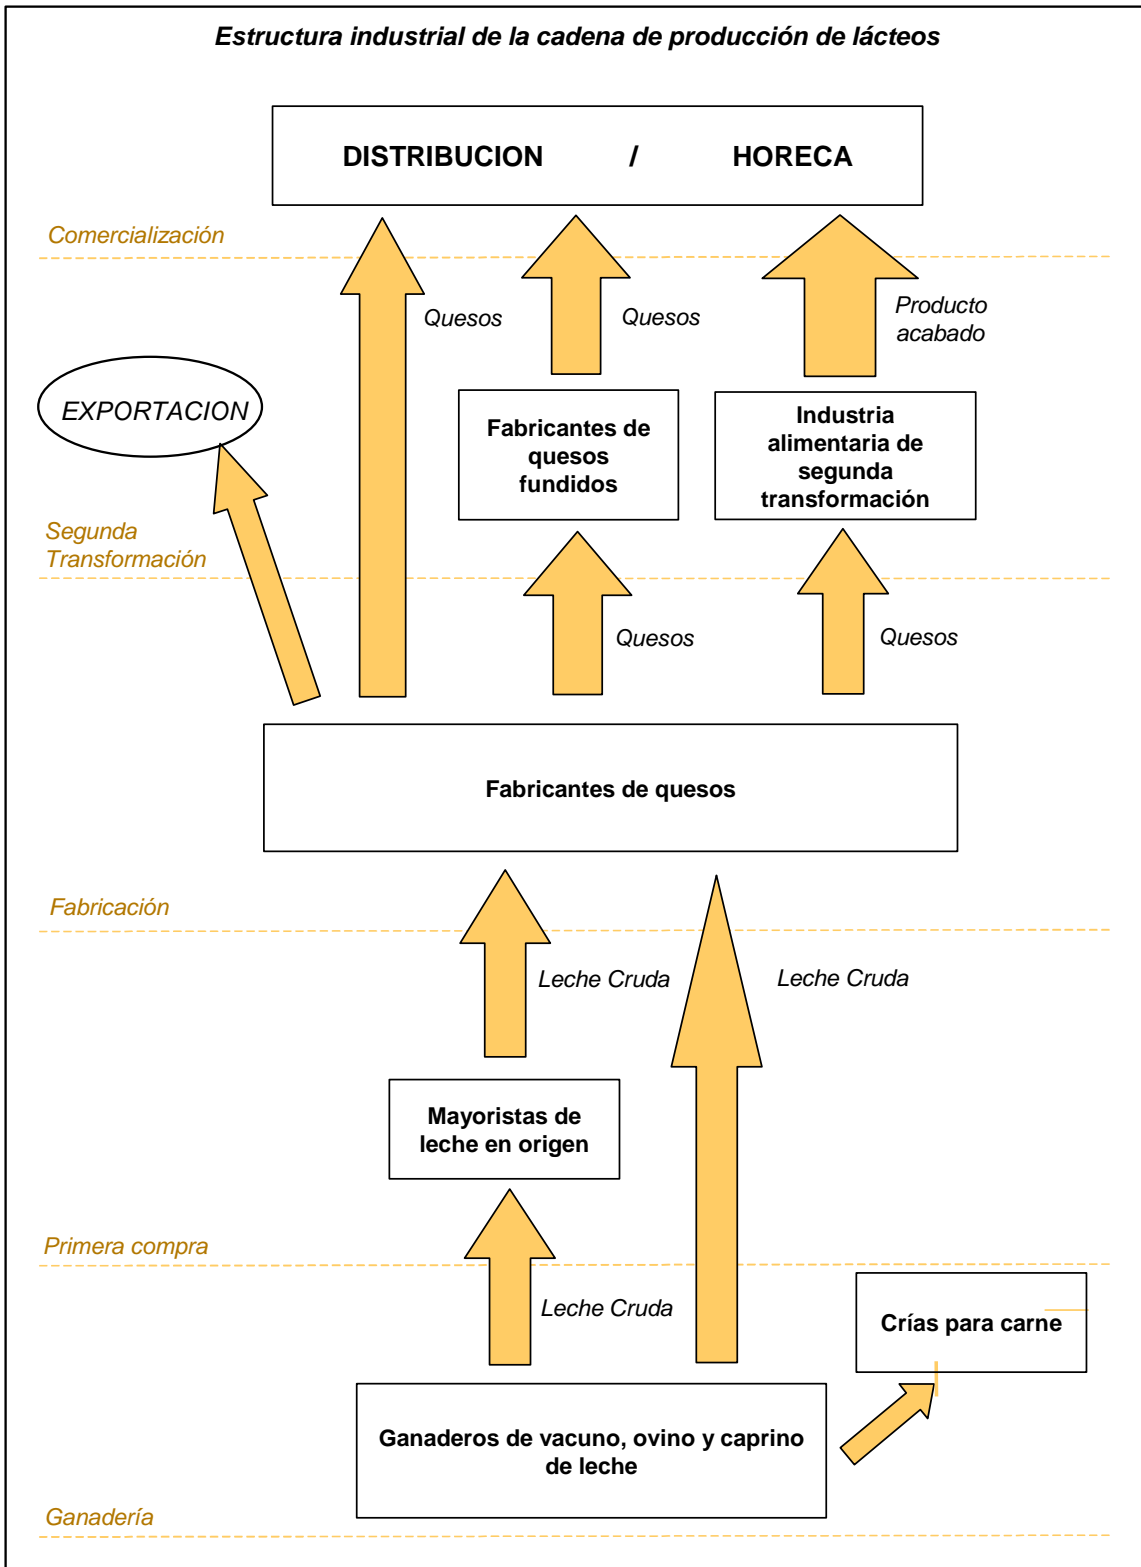 Estructura industrial de la cadena de producción de lácteos
DISTRIBUCION / HORECA
Comercialización
Quesos
Quesos
Producto
acabado
EXPORTACION
Fabricantes de
quesos
fundidos
Industria
alimentaria de
segunda
transformación
Segunda
Transformación
Quesos
Quesos
Fabricantes de quesos
Fabricación
Leche Cruda
Leche Cruda
Mayoristas de
leche en origen
Primera compra
Leche Cruda
Crías para carne
Ganaderos de vacuno, ovino y caprino
de leche
Ganadería